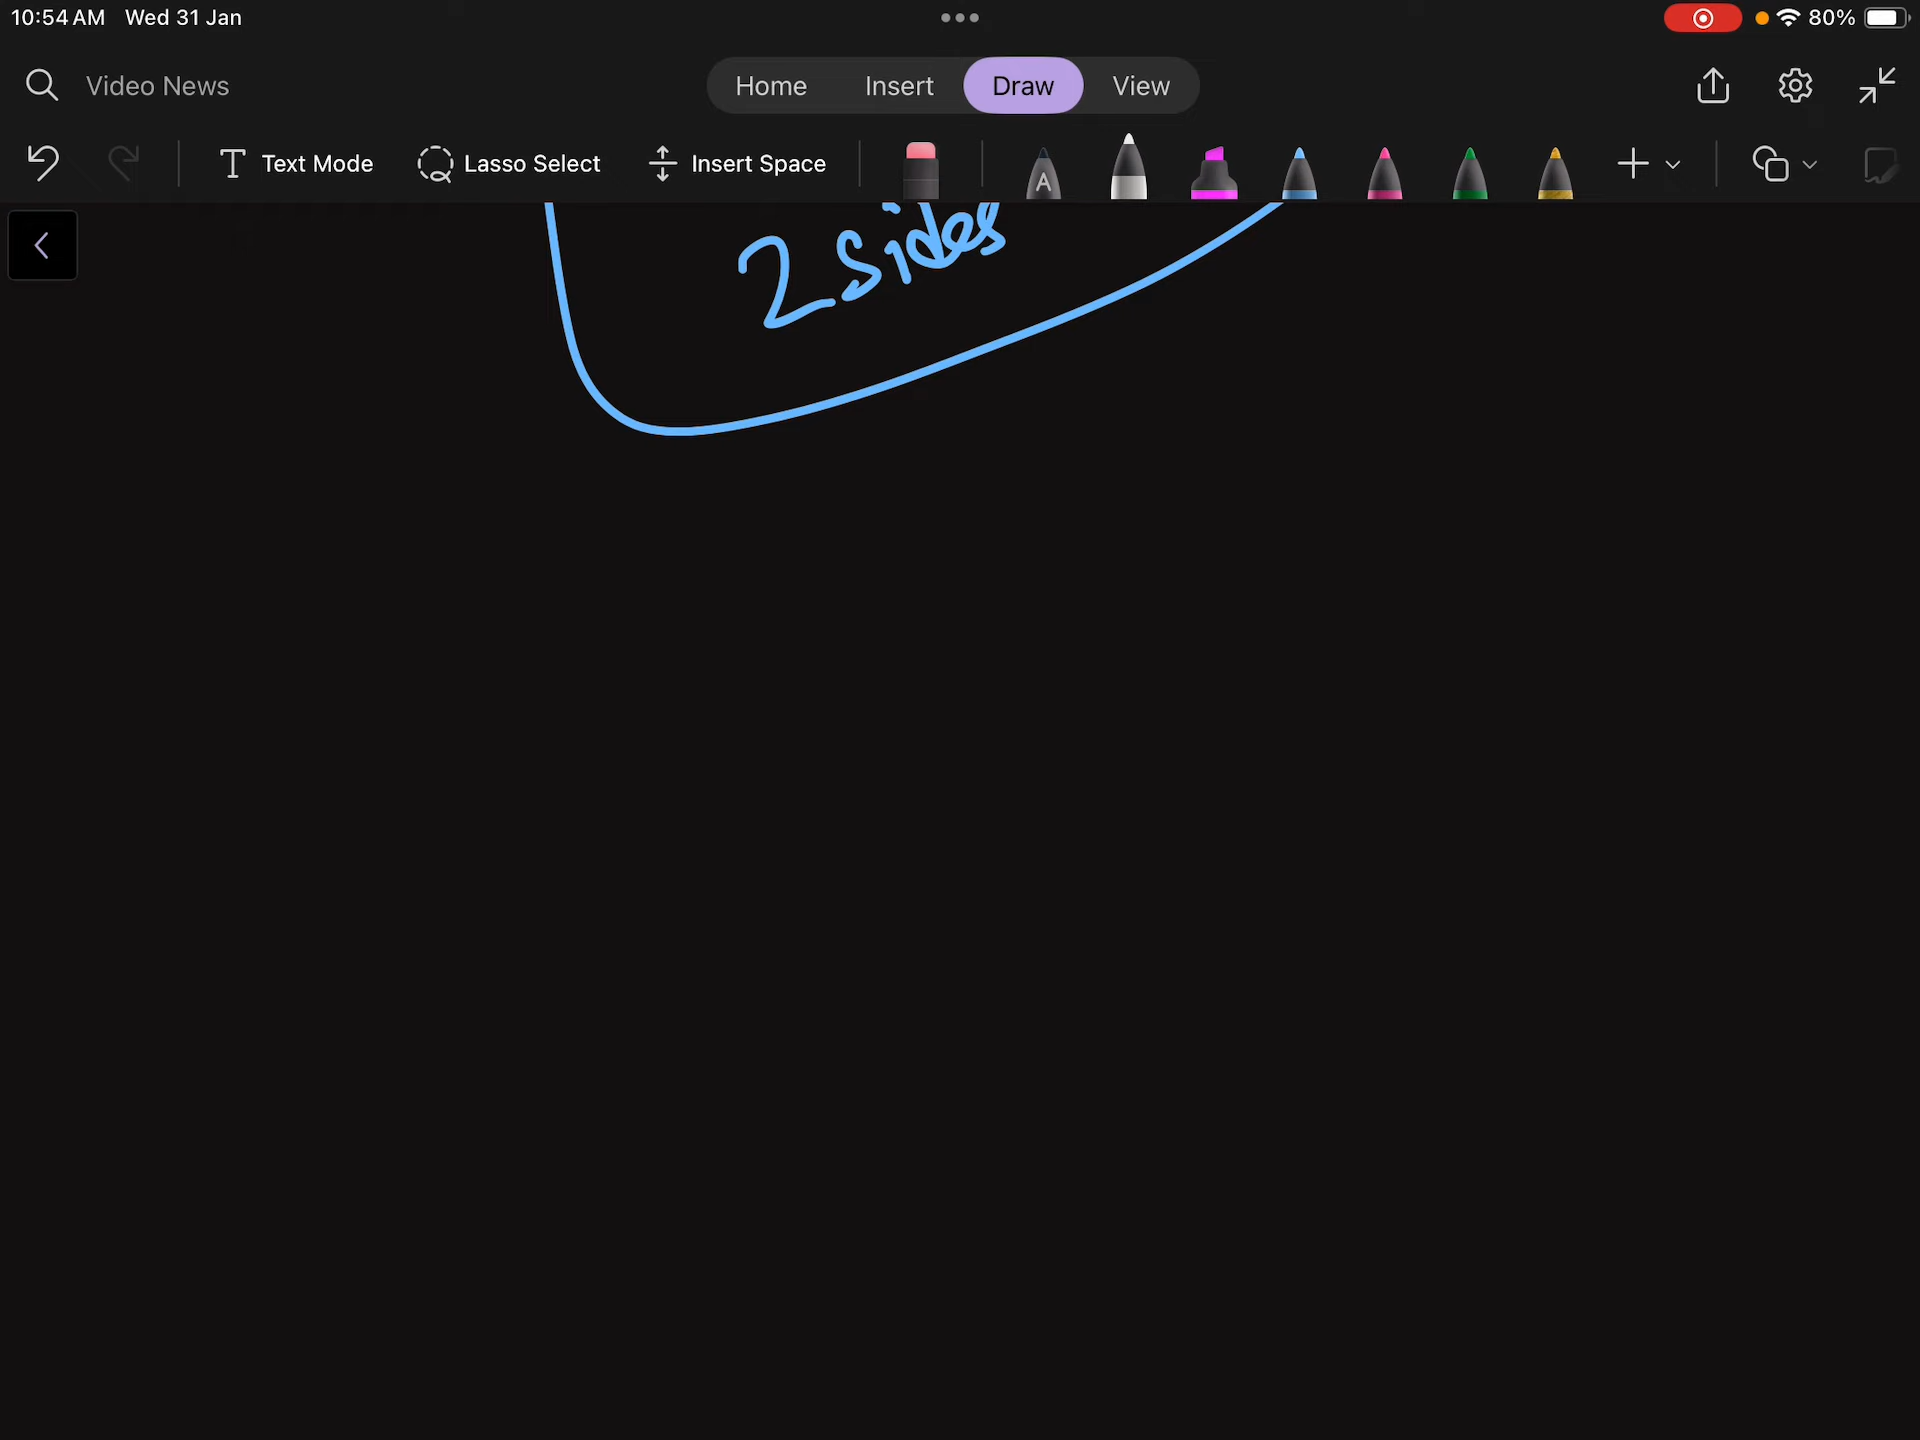 10:54 AM Wed 31 Jan
80%
Video News
Home Insert Draw View
Text Mode Lasso Select Insert Space
A
2 sides